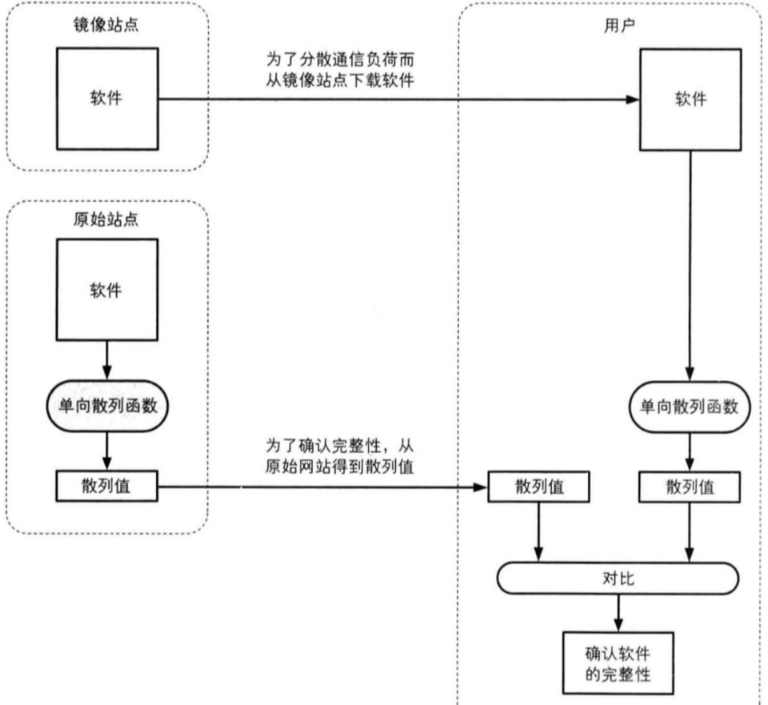 镜像站点
用户
软件
为了分散通信负荷而
从镜像站点下载软件
软件
原始站点
软件
单向散列函数
单向散列函数
为了确认完整性，从
原始网站得到散列值
散列值
散列值
散列值
对比
确认软件
的完整性